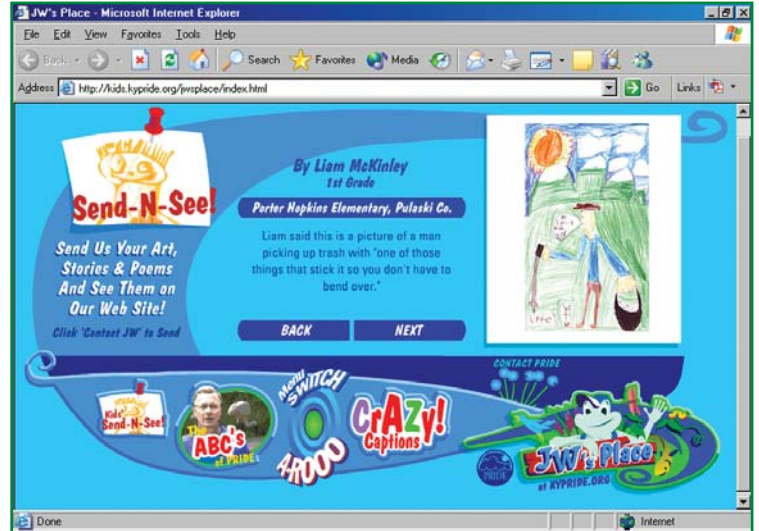 JW's Place - Microsoft Internet Explorer
File Edit View Favorites Tools Help
Back Search Favorites Media
Address http://kids.kypride.org/jwsplace/index.html Go Links
Send-N-See!
Send Us Your Art,
Stories & Poems
And See Them on
Our Web Site!
Click 'Contact JW' to Send
By Liam McKinley
1st Grade
Porter Hopkins Elementary, Pulaski Co.
Liam said this is a picture of a man
picking up trash with "one of those
things that stick it so you don't have to
bend over."
BACK NEXT
CONTACT PRIDE
Kids'
Send-N-See!
The
ABC's
of PRIDE
Menu
SWITCH
A-ROOO
CrAZy!
Captions
PRIDE
JW's Place
at KYPRIDE.ORG
Done Internet